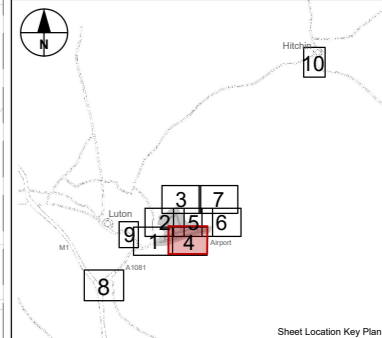 N
Hitchin
10
3 7
Luton
2 5 6
9 1 4
Airport
M1
A1081
8
Sheet Location Key Plan